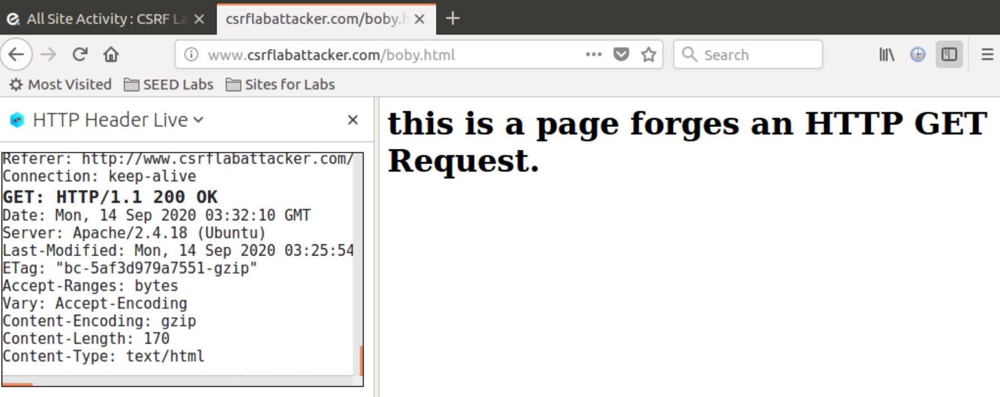 All Site Activity : CSRF La
csrflabattacker.com/boby.h
www.csrflabattacker.com/boby.html
Search
Most Visited
SEED Labs
Sites for Labs
HTTP Header Live
Referer: http://www.csrflabattacker.com/
Connection: keep-alive
GET: HTTP/1.1 200 OK
Date: Mon, 14 Sep 2020 03:32:10 GMT
Server: Apache/2.4.18 (Ubuntu)
Last-Modified: Mon, 14 Sep 2020 03:25:54
ETag: "bc-5af3d979a7551-gzip"
Accept-Ranges: bytes
Vary: Accept-Encoding
Content-Encoding: gzip
Content-Length: 170
Content-Type: text/html
this is a page forges an HTTP GET
Request.